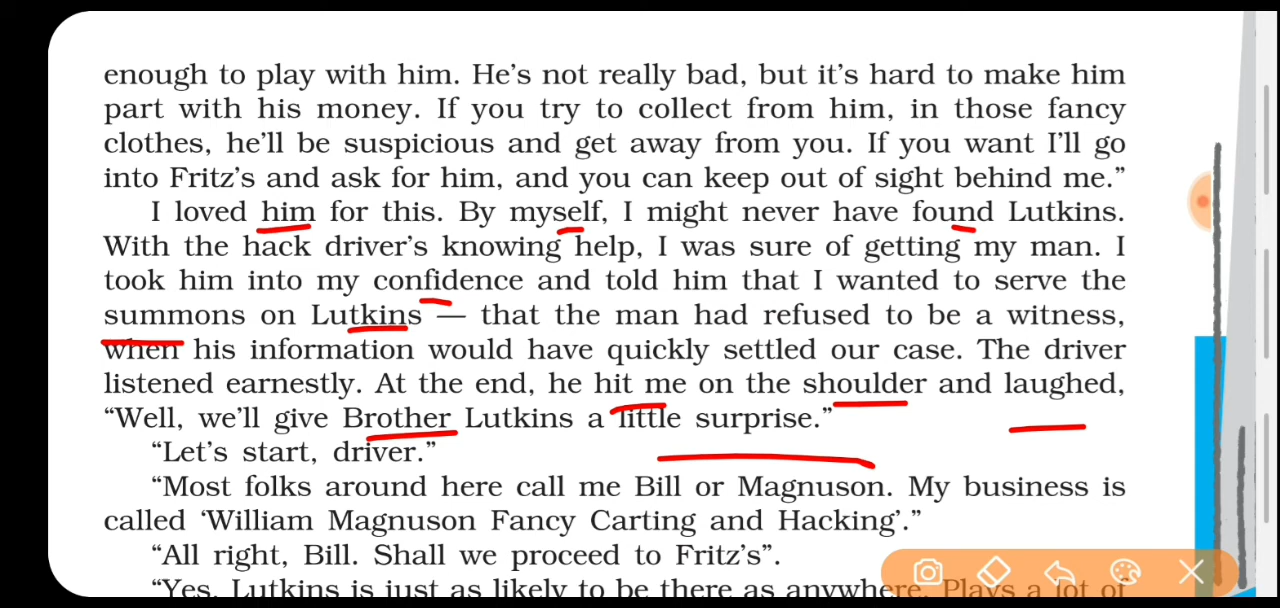 enough to play with him. He’s not really bad, but it’s hard to make him
part with his money. If you try to collect from him, in those fancy
clothes, he’ll be suspicious and get away from you. If you want I’ll go
into Fritz’s and ask for him, and you can keep out of sight behind me.”
I loved him for this. By myself, I might never have found Lutkins.
With the hack driver’s knowing help, I was sure of getting my man. I
took him into my confidence and told him that I wanted to serve the
summons on Lutkins — that the man had refused to be a witness,
when his information would have quickly settled our case. The driver
listened earnestly. At the end, he hit me on the shoulder and laughed,
“Well, we’ll give Brother Lutkins a little surprise.”
“Let’s start, driver.”
“Most folks around here call me Bill or Magnuson. My business is
called ‘William Magnuson Fancy Carting and Hacking’.”
“All right, Bill. Shall we proceed to Fritz’s”.
“Yes, Lutkins is just as likely to be there as anywhere. Plays a lot of